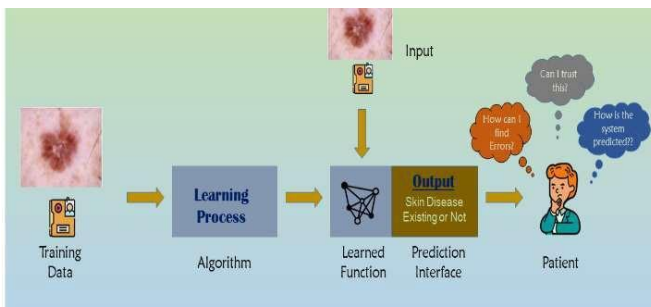 Input
Can I trust
this?
How can I
find
Errors?
How is the
system
predicted??
Learning
Process
Output
Skin Disease
Existing or Not
Training
Data
Algorithm
Learned
Function
Prediction
Interface
Patient